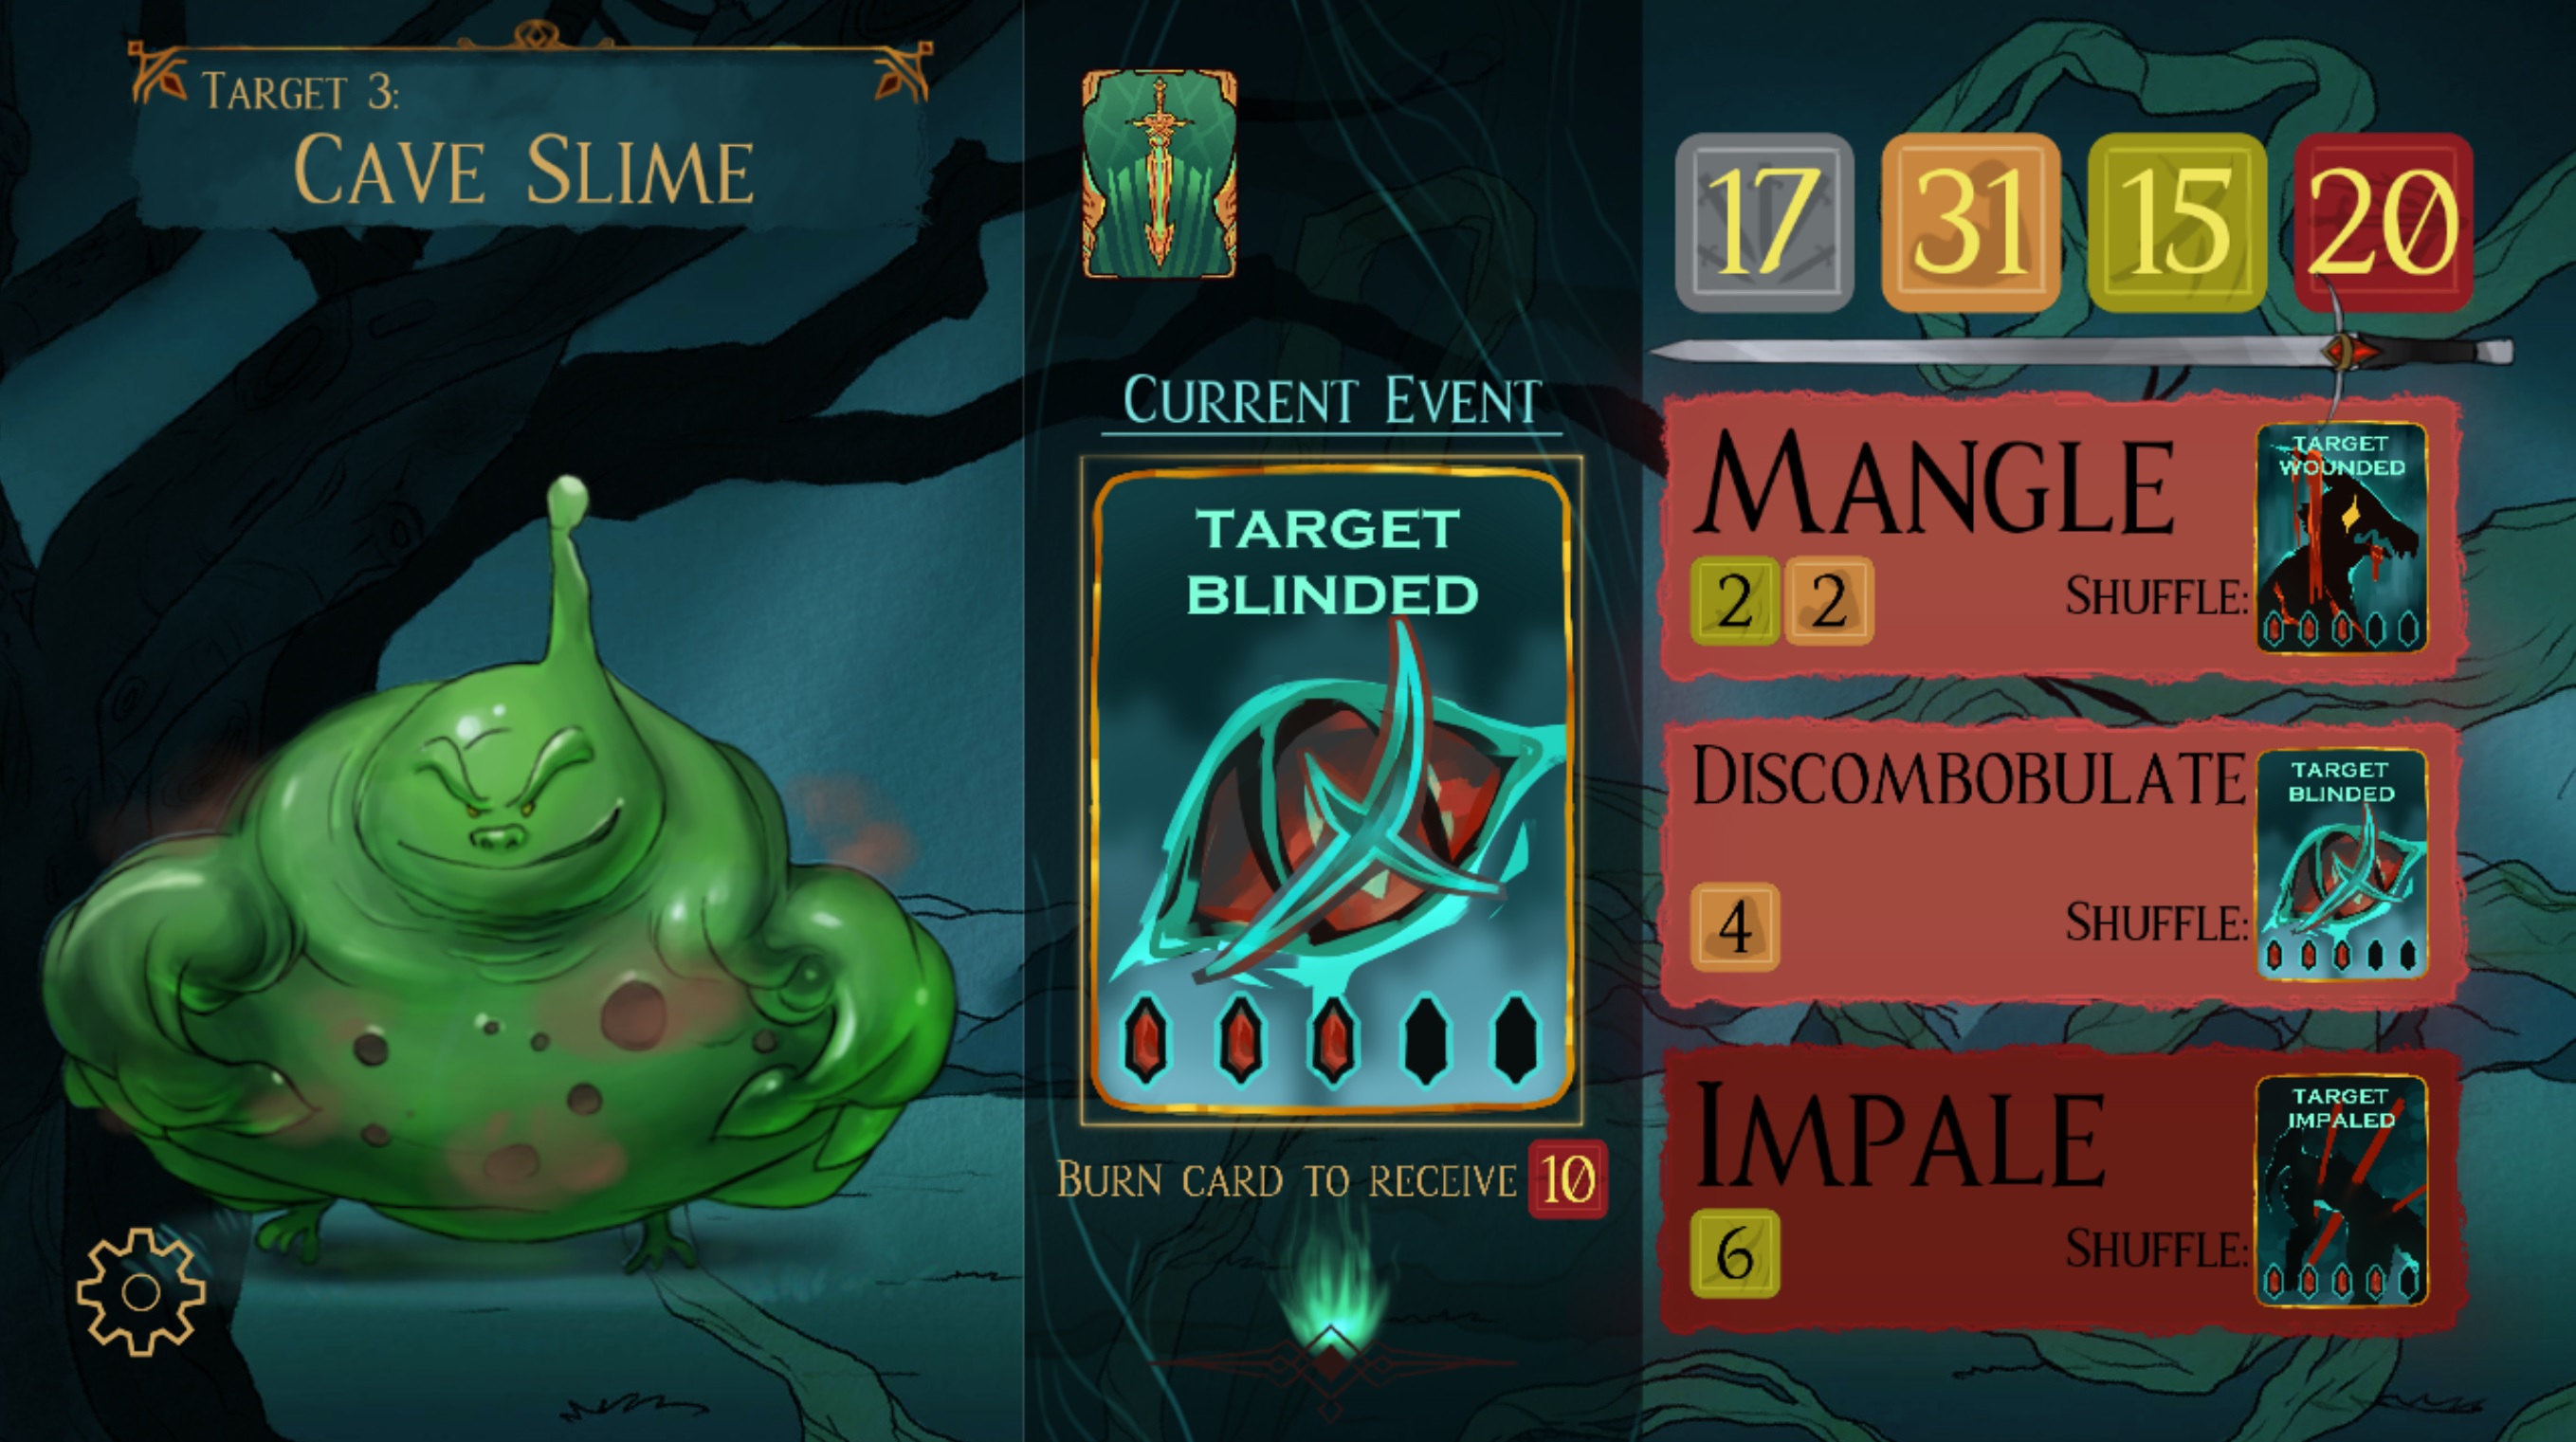 Target 3:
Cave Slime
Current Event
TARGET
BLINDED
Burn card to receive 10
17 31 15 20
Mangle
TARGET
WOUNDED
2 2 Shuffle:
Discombobulate
TARGET
BLINDED
4 Shuffle:
Impale
TARGET
IMPALED
6 Shuffle: